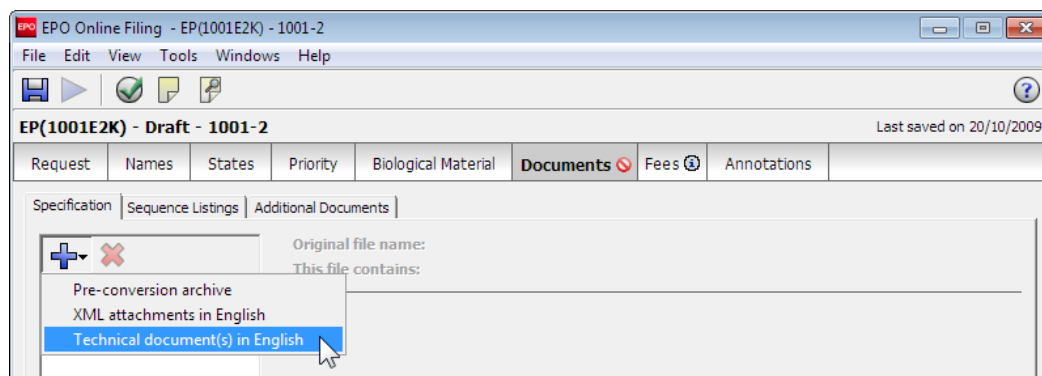 EPO EPO Online Filing - EP(1001E2K) - 1001-2
File Edit View Tools Windows Help
EP(1001E2K) - Draft - 1001-2 Last saved on 20/10/2009
Request Names States Priority Biological Material Documents Fees Annotations
Specification Sequence Listings Additional Documents
Original file name:
This file contains:
Pre-conversion archive
XML attachments in English
Technical document(s) in English